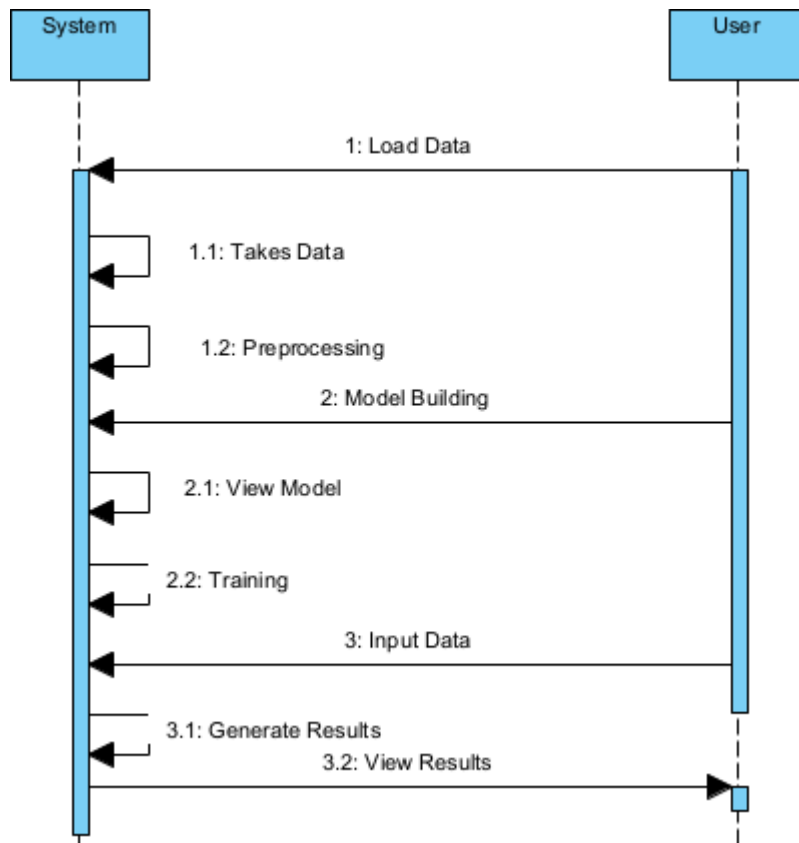 System
User
1: Load Data
1.1: Takes Data
1.2: Preprocessing
2: Model Building
2.1: View Model
2.2: Training
3: Input Data
3.1: Generate Results
3.2: View Results